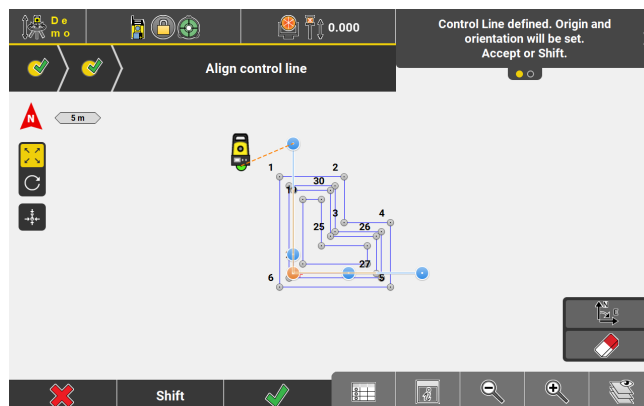 De
mo
0.000
Control Line defined. Origin and
orientation will be set.
Accept or Shift.
Align control line
N
5 m
1
2
30
3
4
25
26
27
6
5
N
E
Shift